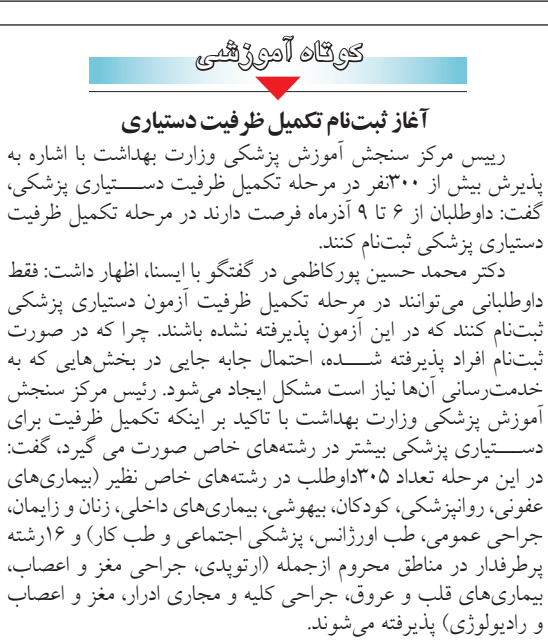 کوتاه آموزشی
آغاز ثبت‌نام تکمیل ظرفیت دستیاری
رییس مرکز سنجش آموزش پزشکی وزارت بهداشت با اشاره به
پذیرش بیش از ۳۰۰نفر در مرحله تکمیل ظرفیت دستیاری پزشکی،
گفت: داوطلبان از ۶ تا ۹ آذرماه فرصت دارند در مرحله تکمیل ظرفیت
دستیاری پزشکی ثبت‌نام کنند.
دکتر محمد حسین پورکاظمی در گفتگو با ایسنا، اظهار داشت: فقط
داوطلبانی می‌توانند در مرحله تکمیل ظرفیت آزمون دستیاری پزشکی
ثبت‌نام کنند که در این آزمون پذیرفته نشده باشند. چرا که در صورت
ثبت‌نام افراد پذیرفته شده، احتمال جابه جایی در بخش‌هایی که به
خدمت‌رسانی آن‌ها نیاز است مشکل ایجاد می‌شود. رئیس مرکز سنجش
آموزش پزشکی وزارت بهداشت با تاکید بر اینکه تکمیل ظرفیت برای
دستیاری پزشکی بیشتر در رشته‌های خاص صورت می گیرد، گفت:
در این مرحله تعداد ۳۰۵داوطلب در رشته‌های خاص نظیر (بیماری‌های
عفونی، روانپزشکی، کودکان، بیهوشی، بیماری‌های داخلی، زنان و زایمان،
جراحی عمومی، طب اورژانس، پزشکی اجتماعی و طب کار) و ۱۶رشته
پرطرفدار در مناطق محروم ازجمله (ارتوپدی، جراحی مغز و اعصاب،
بیماری‌های قلب و عروق، جراحی کلیه و مجاری ادرار، مغز و اعصاب
و رادیولوژی) پذیرفته می‌شوند.